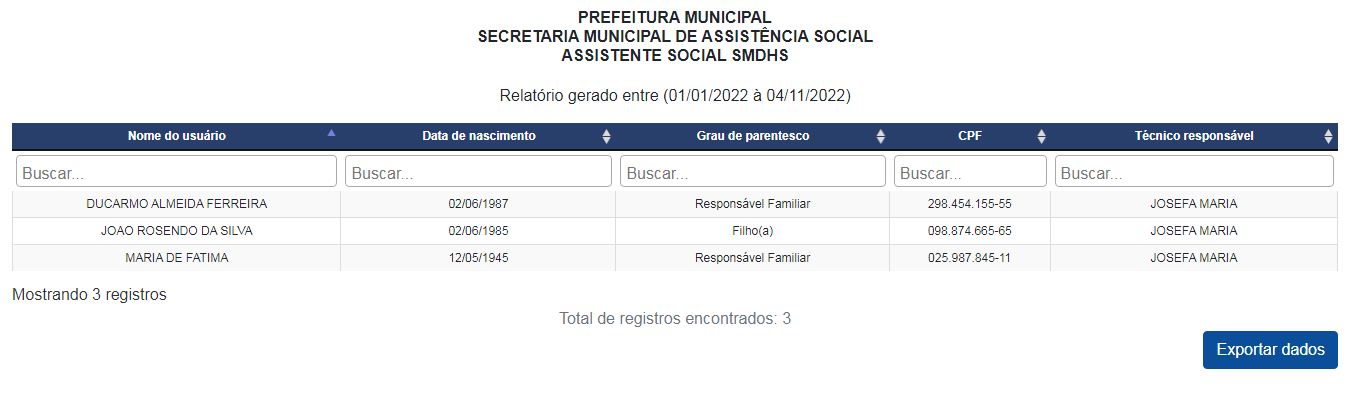 PREFEITURA MUNICIPAL
SECRETARIA MUNICIPAL DE ASSISTÊNCIA SOCIAL
ASSISTENTE SOCIAL SMDHS
Relatório gerado entre (01/01/2022 à 04/11/2022)
Nome do usuário Data de nascimento Grau de parentesco CPF Técnico responsável
Buscar... Buscar... Buscar... Buscar... Buscar...
DUCARMO ALMEIDA FERREIRA 02/06/1987 Responsável Familiar 298.454.155-55 JOSEFA MARIA
JOAO ROSENDO DA SILVA 02/06/1985 Filho(a) 098.874.665-65 JOSEFA MARIA
MARIA DE FATIMA 12/05/1945 Responsável Familiar 025.987.845-11 JOSEFA MARIA
Mostrando 3 registros
Total de registros encontrados: 3
Exportar dados